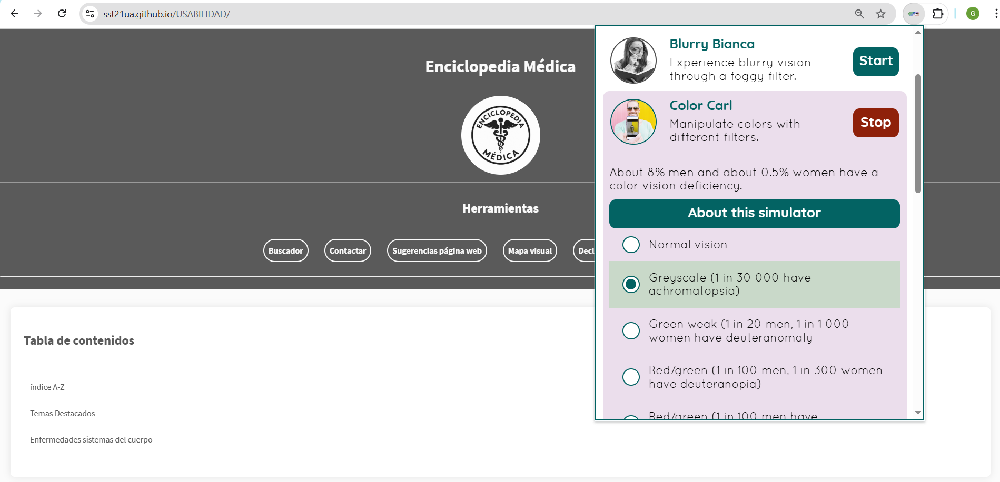 sst21ua.github.io/USABILIDAD/
G
Enciclopedia Médica
ENCICLOPEDIA
MÉDICA
Herramientas
Buscador
Contactar
Sugerencias página web
Mapa visual
Decl
Tabla de contenidos
índice A-Z
Temas Destacados
Enfermedades sistemas del cuerpo
Blurry Bianca
Experience blurry vision
through a foggy filter.
Start
Color Carl
Manipulate colors with
different filters.
Stop
About 8% men and about 0.5% women have a
color vision deficiency.
About this simulator
Normal vision
Greyscale (1 in 30 000 have
achromatopsia)
Green weak (1 in 20 men, 1 in 1 000
women have deuteranomaly
Red/green (1 in 100 men, 1 in 300 women
have deuteranopia)
Red/green (1 in 100 men have